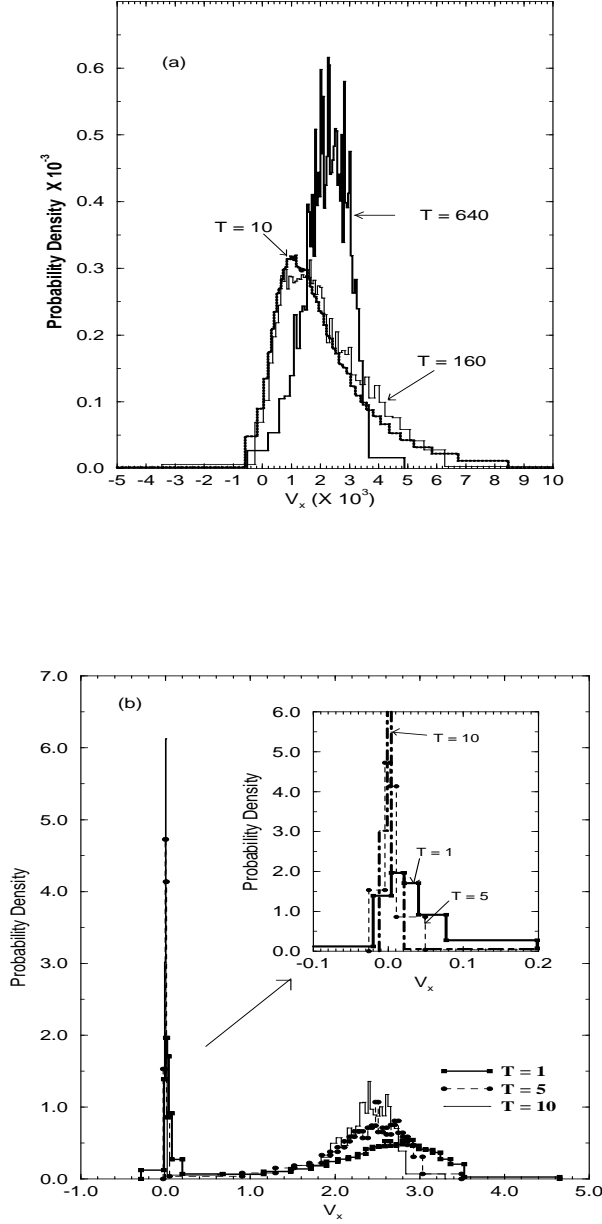 (a)
0.6
0.5
0.4
0.3
0.2
0.1
0.0
Probability Density X 10⁻³
T = 10
T = 640
T = 160
-5 -4 -3 -2 -1 0 1 2 3 4 5 6 7 8 9 10
Vₓ (X 10³)
(b)
7.0
6.0
5.0
4.0
3.0
2.0
1.0
0.0
Probability Density
6.0
5.0
4.0
3.0
2.0
1.0
0.0
Probability Density
T = 10
T = 1
T = 5
-0.1 0.0 0.1 0.2
Vₓ
T = 1
T = 5
T = 10
-1.0 0.0 1.0 2.0 3.0 4.0 5.0
Vₓ